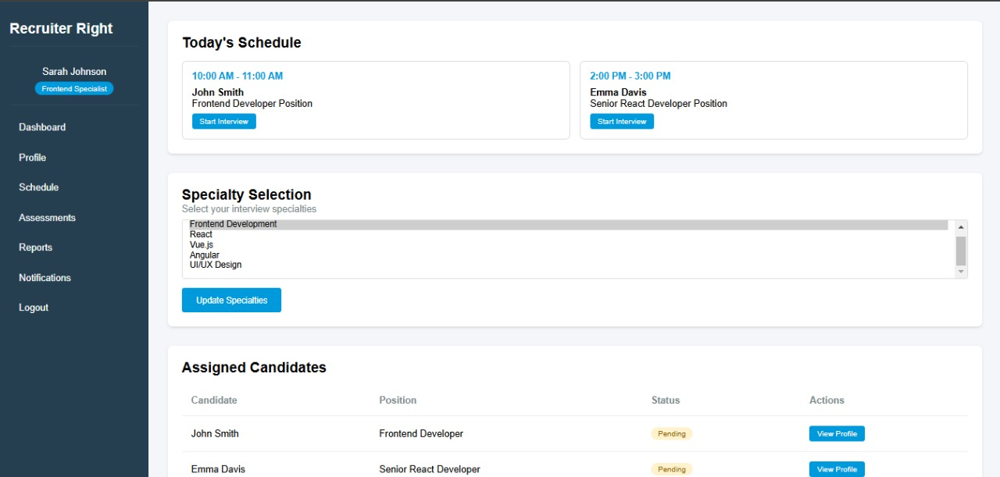 Recruiter Right
Sarah Johnson
Frontend Specialist
Dashboard
Profile
Schedule
Assessments
Reports
Notifications
Logout
Today's Schedule
10:00 AM - 11:00 AM
John Smith
Frontend Developer Position
Start Interview
2:00 PM - 3:00 PM
Emma Davis
Senior React Developer Position
Start Interview
Specialty Selection
Select your interview specialties
Frontend Development
React
Vue.js
Angular
UI/UX Design
Update Specialties
Assigned Candidates
Candidate Position Status Actions
John Smith Frontend Developer Pending View Profile
Emma Davis Senior React Developer Pending View Profile